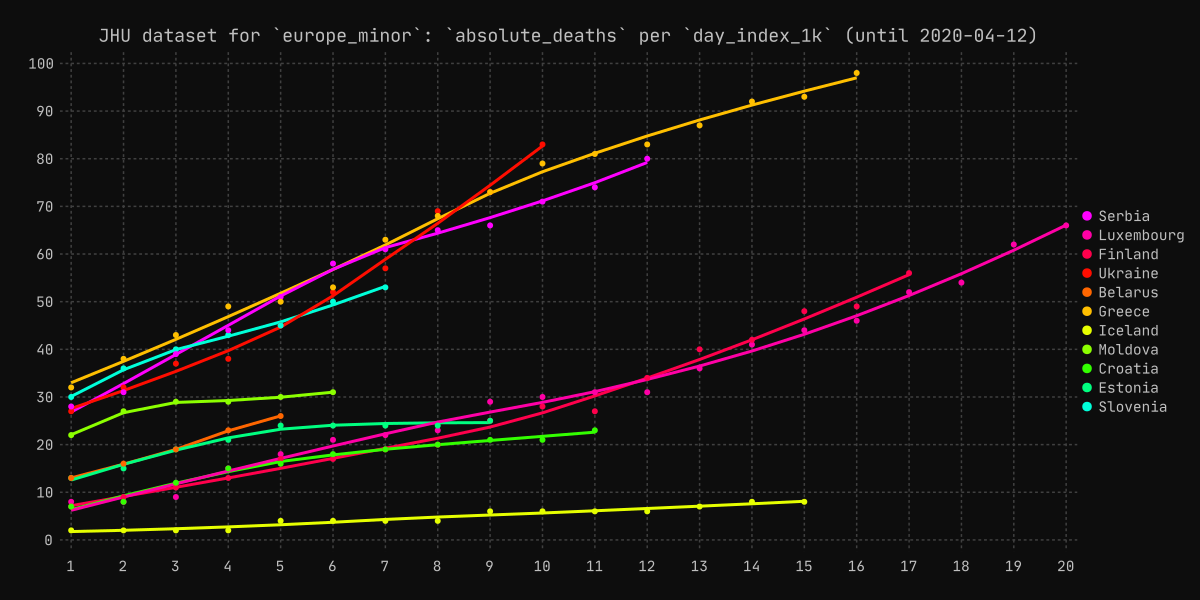 JHU dataset for `europe_minor`: `absolute_deaths` per `day_index_1k` (until 2020-04-12)
100
90
80
70
60
50
40
30
20
10
0
1 2 3 4 5 6 7 8 9 10 11 12 13 14 15 16 17 18 19 20
Serbia
Luxembourg
Finland
Ukraine
Belarus
Greece
Iceland
Moldova
Croatia
Estonia
Slovenia